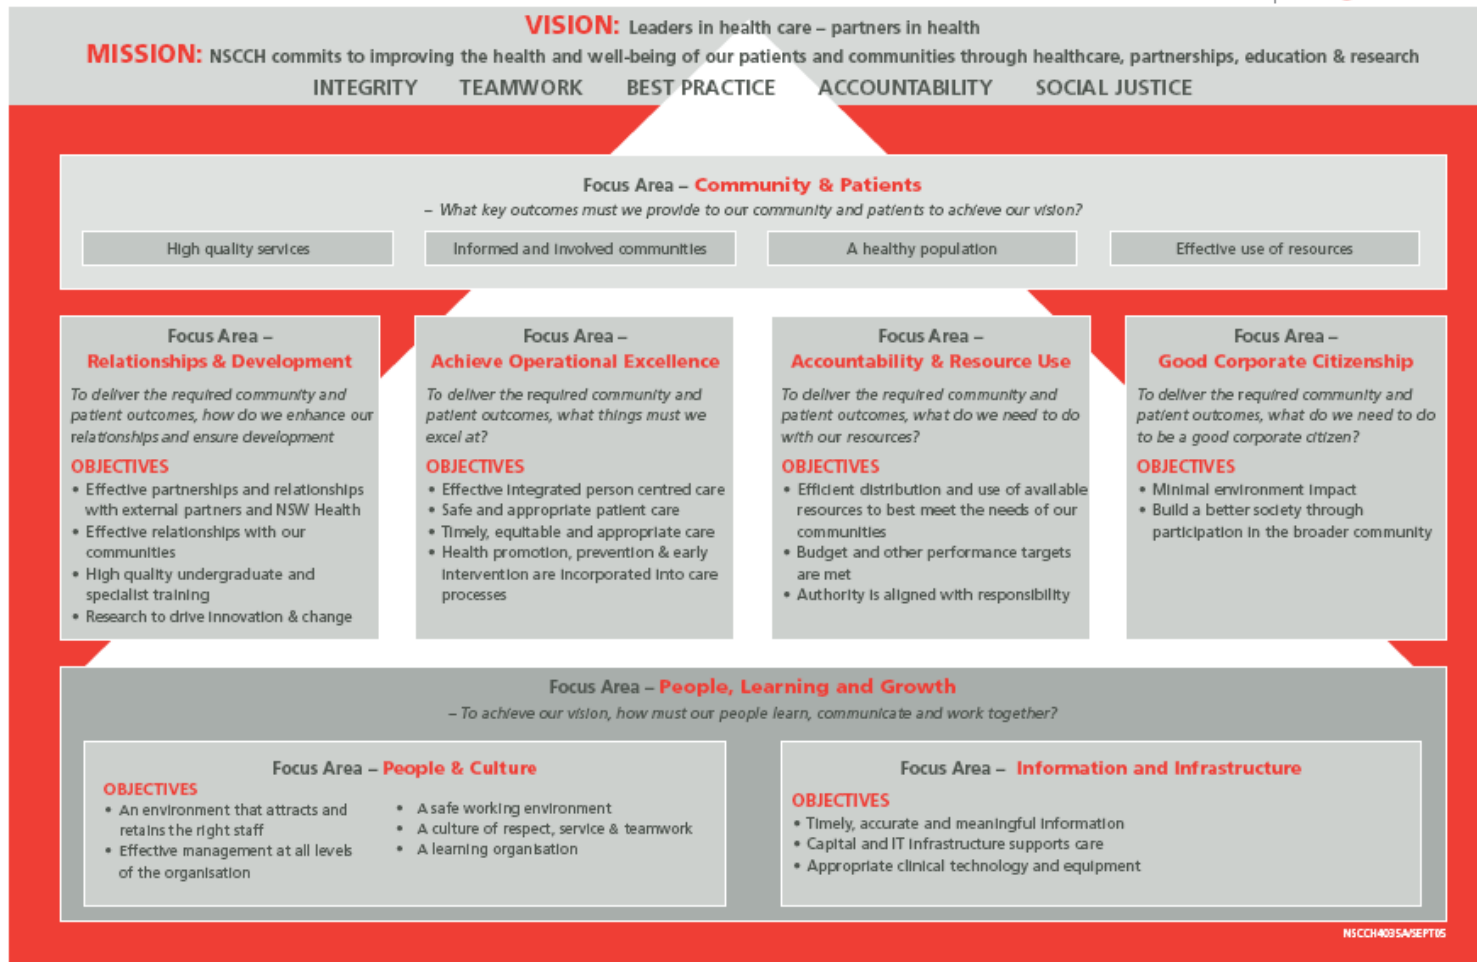 VISION: Leaders in health care – partners in health
MISSION: NSCCH commits to improving the health and well-being of our patients and communities through healthcare, partnerships, education & research
INTEGRITY TEAMWORK BEST PRACTICE ACCOUNTABILITY SOCIAL JUSTICE
Focus Area – Community & Patients
– What key outcomes must we provide to our community and patients to achieve our vision?
High quality services
Informed and involved communities
A healthy population
Effective use of resources
Focus Area –
Relationships & Development
To deliver the required community and
patient outcomes, how do we enhance our
relationships and ensure development
OBJECTIVES
• Effective partnerships and relationships
with external partners and NSW Health
• Effective relationships with our
communities
• High quality undergraduate and
specialist training
• Research to drive innovation & change
Focus Area –
Achieve Operational Excellence
To deliver the required community and
patient outcomes, what things must we
excel at?
OBJECTIVES
• Effective integrated person centred care
• Safe and appropriate patient care
• Timely, equitable and appropriate care
• Health promotion, prevention & early
intervention are incorporated into care
processes
Focus Area –
Accountability & Resource Use
To deliver the required community and
patient outcomes, what do we need to do
with our resources?
OBJECTIVES
• Efficient distribution and use of available
resources to best meet the needs of our
communities
• Budget and other performance targets
are met
• Authority is aligned with responsibility
Focus Area –
Good Corporate Citizenship
To deliver the required community and
patient outcomes, what do we need to do
to be a good corporate citizen?
OBJECTIVES
• Minimal environment impact
• Build a better society through
participation in the broader community
Focus Area – People, Learning and Growth
– To achieve our vision, how must our people learn, communicate and work together?
Focus Area – People & Culture
OBJECTIVES
• An environment that attracts and
retains the right staff
• Effective management at all levels
of the organisation
• A safe working environment
• A culture of respect, service & teamwork
• A learning organisation
Focus Area – Information and Infrastructure
OBJECTIVES
• Timely, accurate and meaningful information
• Capital and IT infrastructure supports care
• Appropriate clinical technology and equipment
NSCCH4035A/SEPT05